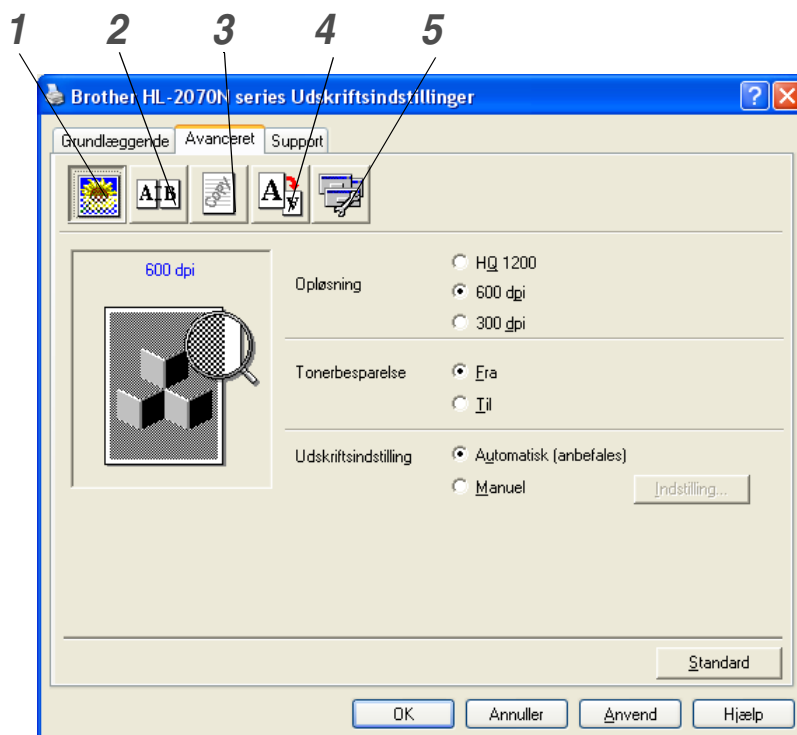 1 2 3 4 5
Brother HL-2070N series Udskriftsindstillinger
Grundlæggende Avanceret Support
A B COPY A A
600 dpi
Opløsning
HQ 1200
600 dpi
300 dpi
Tonerbesparelse
Fra
Til
Udskriftsindstilling
Automatisk (anbefales)
Manuel Indstilling...
Standard
OK Annuller Anvend Hjælp